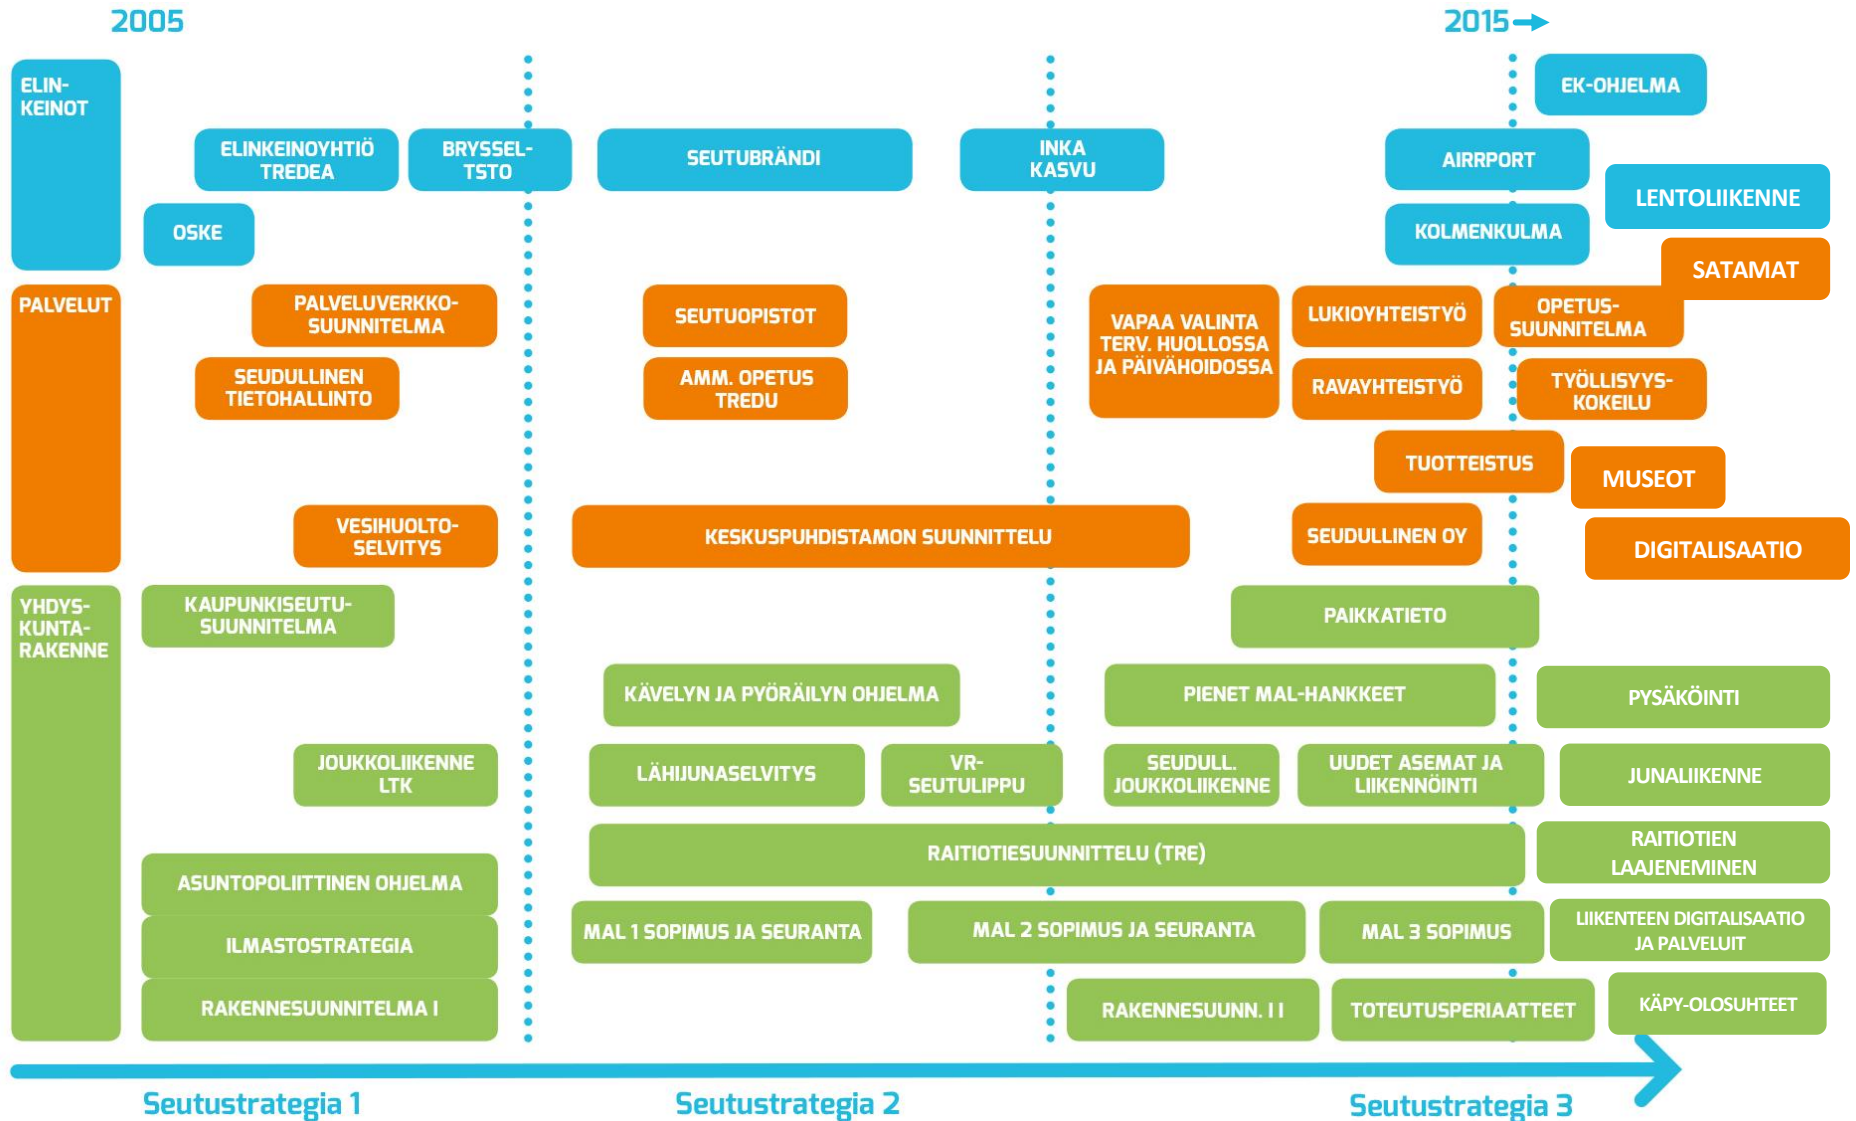 2005
2015
ELIN-
KEINOT
EK-OHJELMA
ELINKEINOYHTIÖ
TREDEA
BRYSSEL-
TSTO
SEUTUBRÄNDI
INKA
KASVU
AIRRPORT
LENTOLIIKENNE
OSKE
KOLMENKULMA
SATAMAT
PALVELUT
PALVELUVERKKO-
SUUNNITELMA
SEUTUOPISTOT
VAPAA VALINTA
TERV. HUOLLOSSA
JA PÄIVÄHOIDOSSA
LUKIOYHTEISTYÖ
OPETUS-
SUUNNITELMA
SEUDULLINEN
TIETOHALLINTO
AMM. OPETUS
TREDU
RAVAYHTEISTYÖ
TYÖLLISYYS-
KOKEILU
TUOTTEISTUS
MUSEOT
VESIHUOLTO-
SELVITYS
KESKUSPUHDISTAMON SUUNNITTELU
SEUDULLINEN OY
DIGITALISAATIO
YHDYS-
KUNTA-
RAKENNE
KAUPUNKISEUTU-
SUUNNITELMA
PAIKKATIETO
KÄVELYN JA PYÖRÄILYN OHJELMA
PIENET MAL-HANKKEET
PYSÄKÖINTI
JOUKKOLIIKENNE
LTK
LÄHIJUNASELVITYS
VR-
SEUTULIPPU
SEUDULL.
JOUKKOLIIKENNE
UUDET ASEMAT JA
LIIKENNÖINTI
JUNALIIKENNE
RAITIOTIESUUNNITTELU (TRE)
RAITIOTIEN
LAAJENEMINEN
ASUNTOPOLIITTINEN OHJELMA
ILMASTOSTRATEGIA
MAL 1 SOPIMUS JA SEURANTA
MAL 2 SOPIMUS JA SEURANTA
MAL 3 SOPIMUS
LIIKENTEEN DIGITALISAATIO
JA PALVELUIT
RAKENNESUUNNITELMA I
RAKENNESUUNN. I I
TOTEUTUSPERIAATTEET
KÄPY-OLOSUHTEET
Seutustrategia 1
Seutustrategia 2
Seutustrategia 3